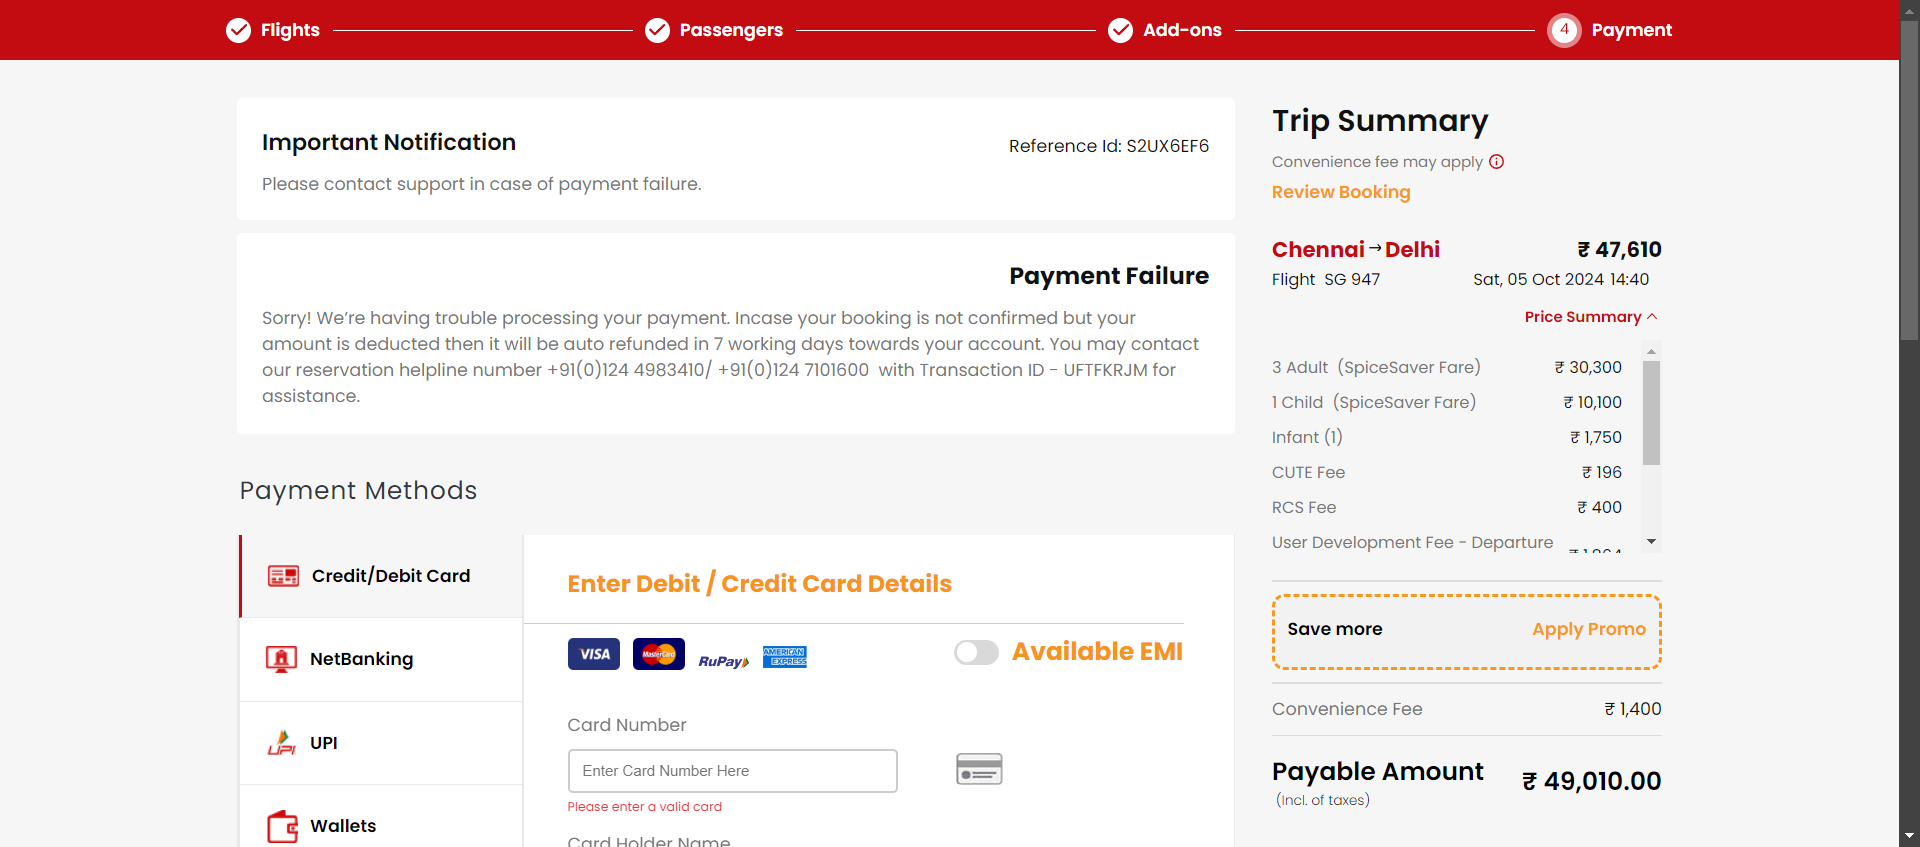 Flights
Passengers
Add-ons
4 Payment
Important Notification
Reference Id: S2UX6EF6
Please contact support in case of payment failure.
Payment Failure
Sorry! We’re having trouble processing your payment. Incase your booking is not confirmed but your
amount is deducted then it will be auto refunded in 7 working days towards your account. You may contact
our reservation helpline number +91(0)124 4983410/ +91(0)124 7101600 with Transaction ID - UFTFKRJM for
assistance.
Payment Methods
Credit/Debit Card
NetBanking
UPI UPI
Wallets
Enter Debit / Credit Card Details
VISA MasterCard RuPay AMERICAN EXPRESS
Available EMI
Card Number
Enter Card Number Here
Please enter a valid card
Card Holder Name
Trip Summary
Convenience fee may apply
Review Booking
Chennai → Delhi ₹ 47,610
Flight SG 947 Sat, 05 Oct 2024 14:40
Price Summary
3 Adult (SpiceSaver Fare) ₹ 30,300
1 Child (SpiceSaver Fare) ₹ 10,100
Infant (1) ₹ 1,750
CUTE Fee ₹ 196
RCS Fee ₹ 400
User Development Fee - Departure
Save more Apply Promo
Convenience Fee ₹ 1,400
Payable Amount ₹ 49,010.00
(Incl. of taxes)